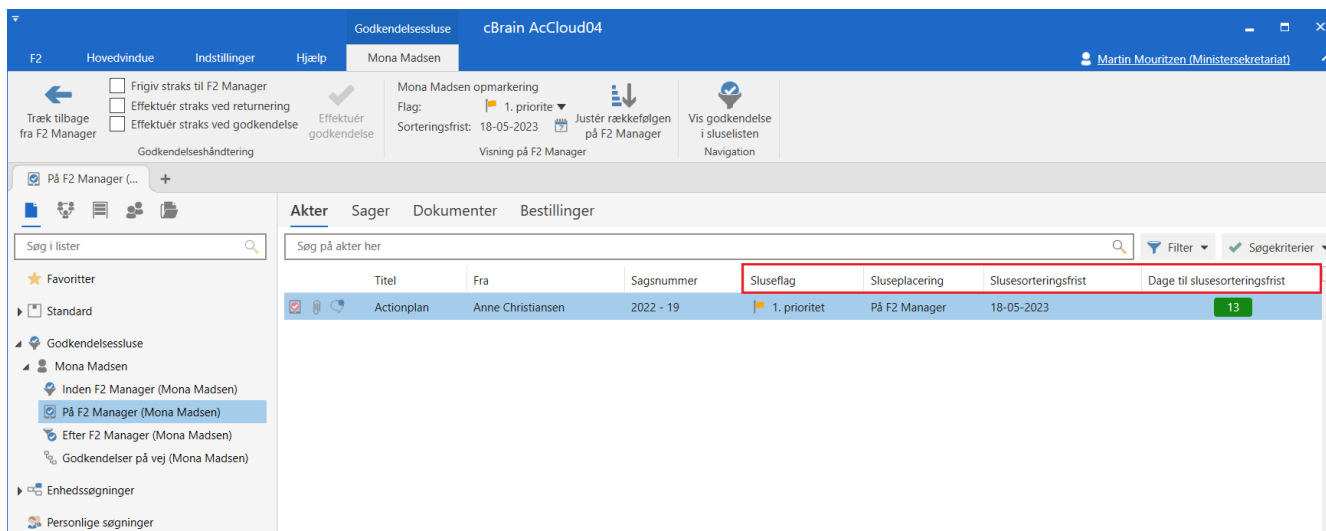 Godkendelsessluse cBrain AcCloud04
F2 Hovedvindue Indstillinger Hjælp Mona Madsen Martin Mouritzen (Ministersekretariat)
Træk tilbage
fra F2 Manager
Frigiv straks til F2 Manager
Effektuér straks ved returnering
Effektuér straks ved godkendelse
Effektuér
godkendelse
Godkendelseshåndtering
Mona Madsen opmarkering
Flag: 1. priorite
Sorteringsfrist: 18-05-2023
Justér rækkefølgen
på F2 Manager
Visning på F2 Manager
Vis godkendelse
i sluselisten
Navigation
På F2 Manager (... +
Søg i lister
Favoritter
Standard
Godkendelsessluse
Mona Madsen
Inden F2 Manager (Mona Madsen)
På F2 Manager (Mona Madsen)
Efter F2 Manager (Mona Madsen)
Godkendelser på vej (Mona Madsen)
Enhedssøgninger
Personlige søgninger
Akter Sager Dokumenter Bestillinger
Søg på akter her Filter Søgekriterier
Titel Fra Sagsnummer Sluseflag Sluseplacering Slusesorteringsfrist Dage til slusesorteringsfrist
Actionplan Anne Christiansen 2022 - 19 1. prioritet På F2 Manager 18-05-2023 13